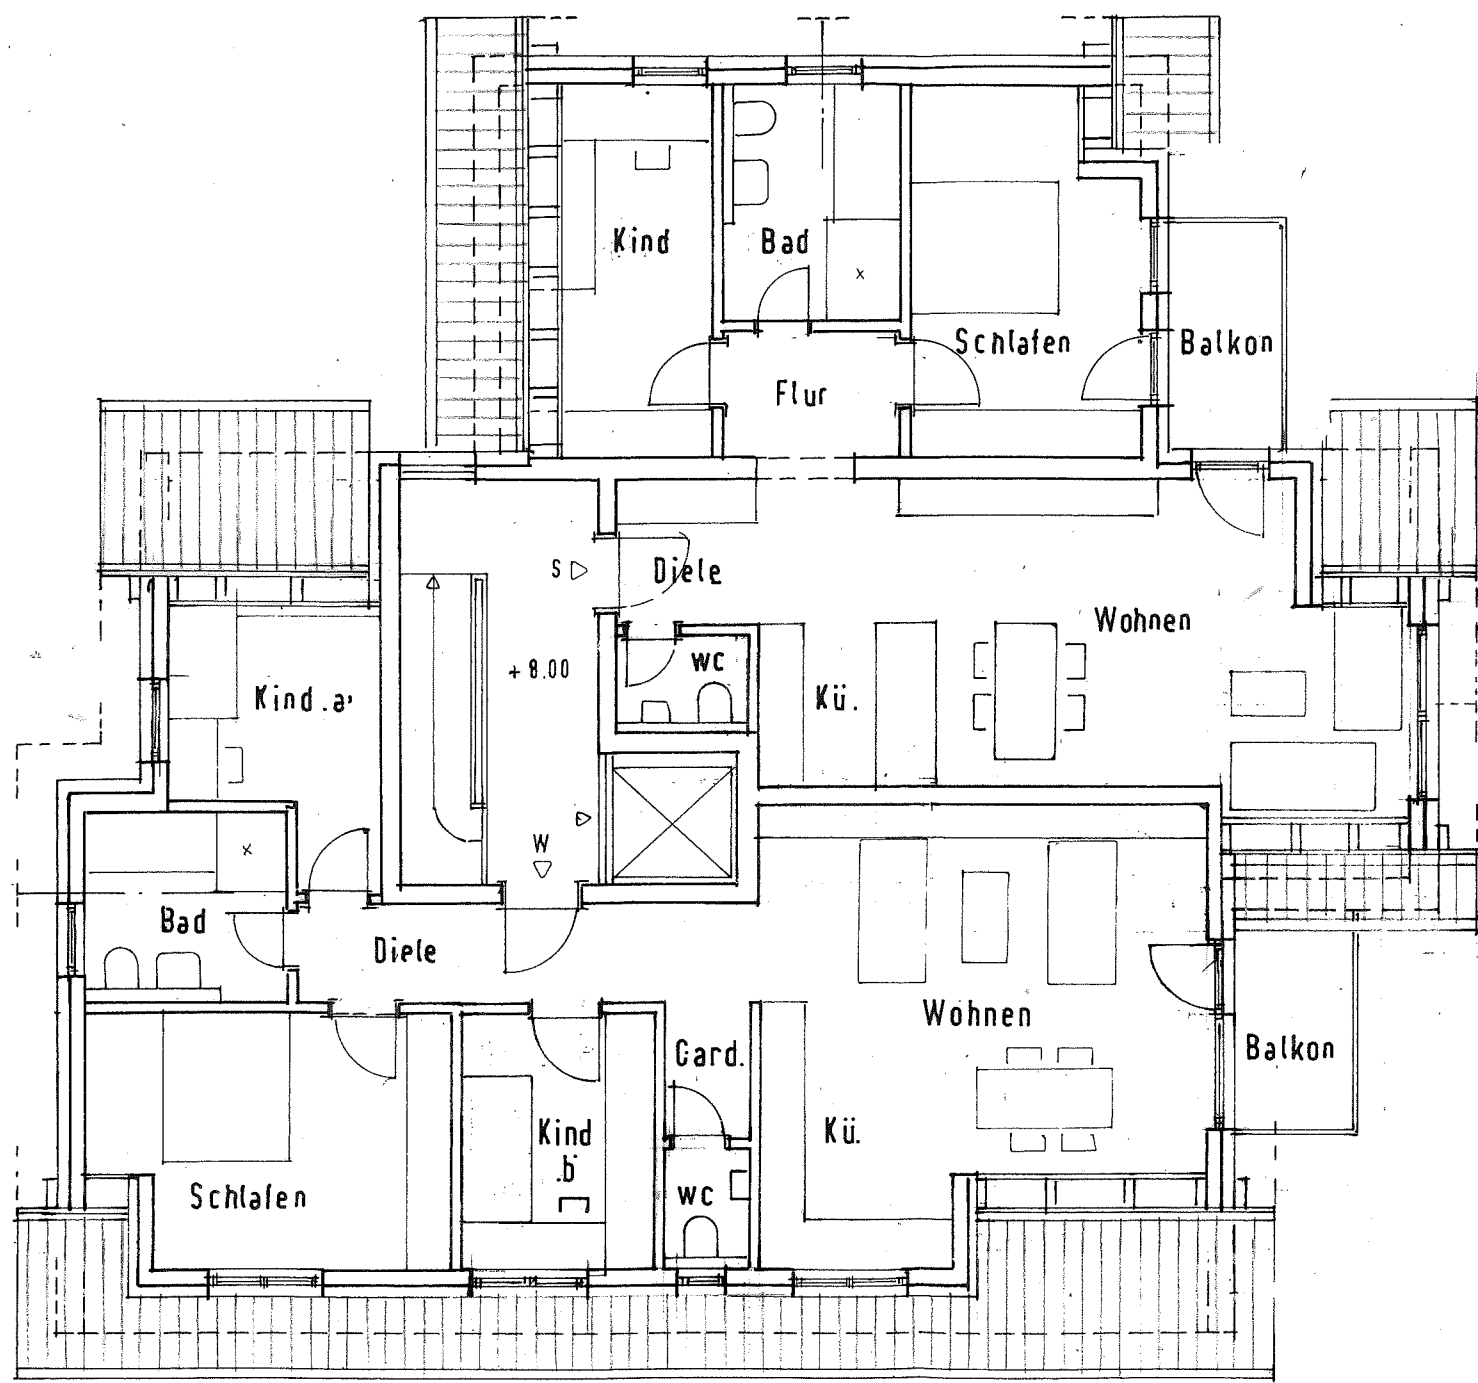 Kind
Bad
Schlafen
Balkon
Flur
S
Diele
Wohnen
WC
+ 8.00
Kü.
Kind.a'
W
Bad
Diele
Wohnen
Balkon
Gard.
Kind
.b
Kü.
Schlafen
WC
x
x